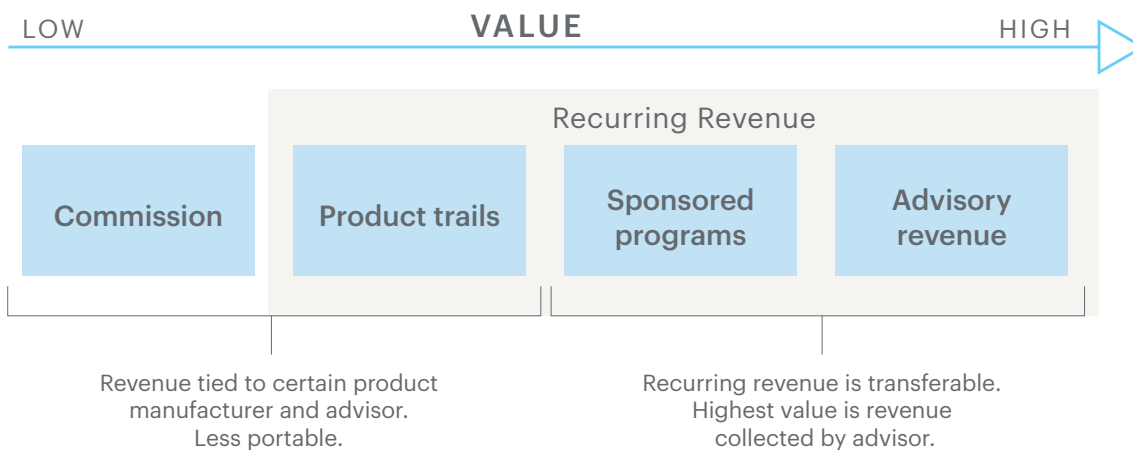 LOW VALUE HIGH
Recurring Revenue
Commission
Product trails
Sponsored
programs
Advisory
revenue
Revenue tied to certain product
manufacturer and advisor.
Less portable.
Recurring revenue is transferable.
Highest value is revenue
collected by advisor.